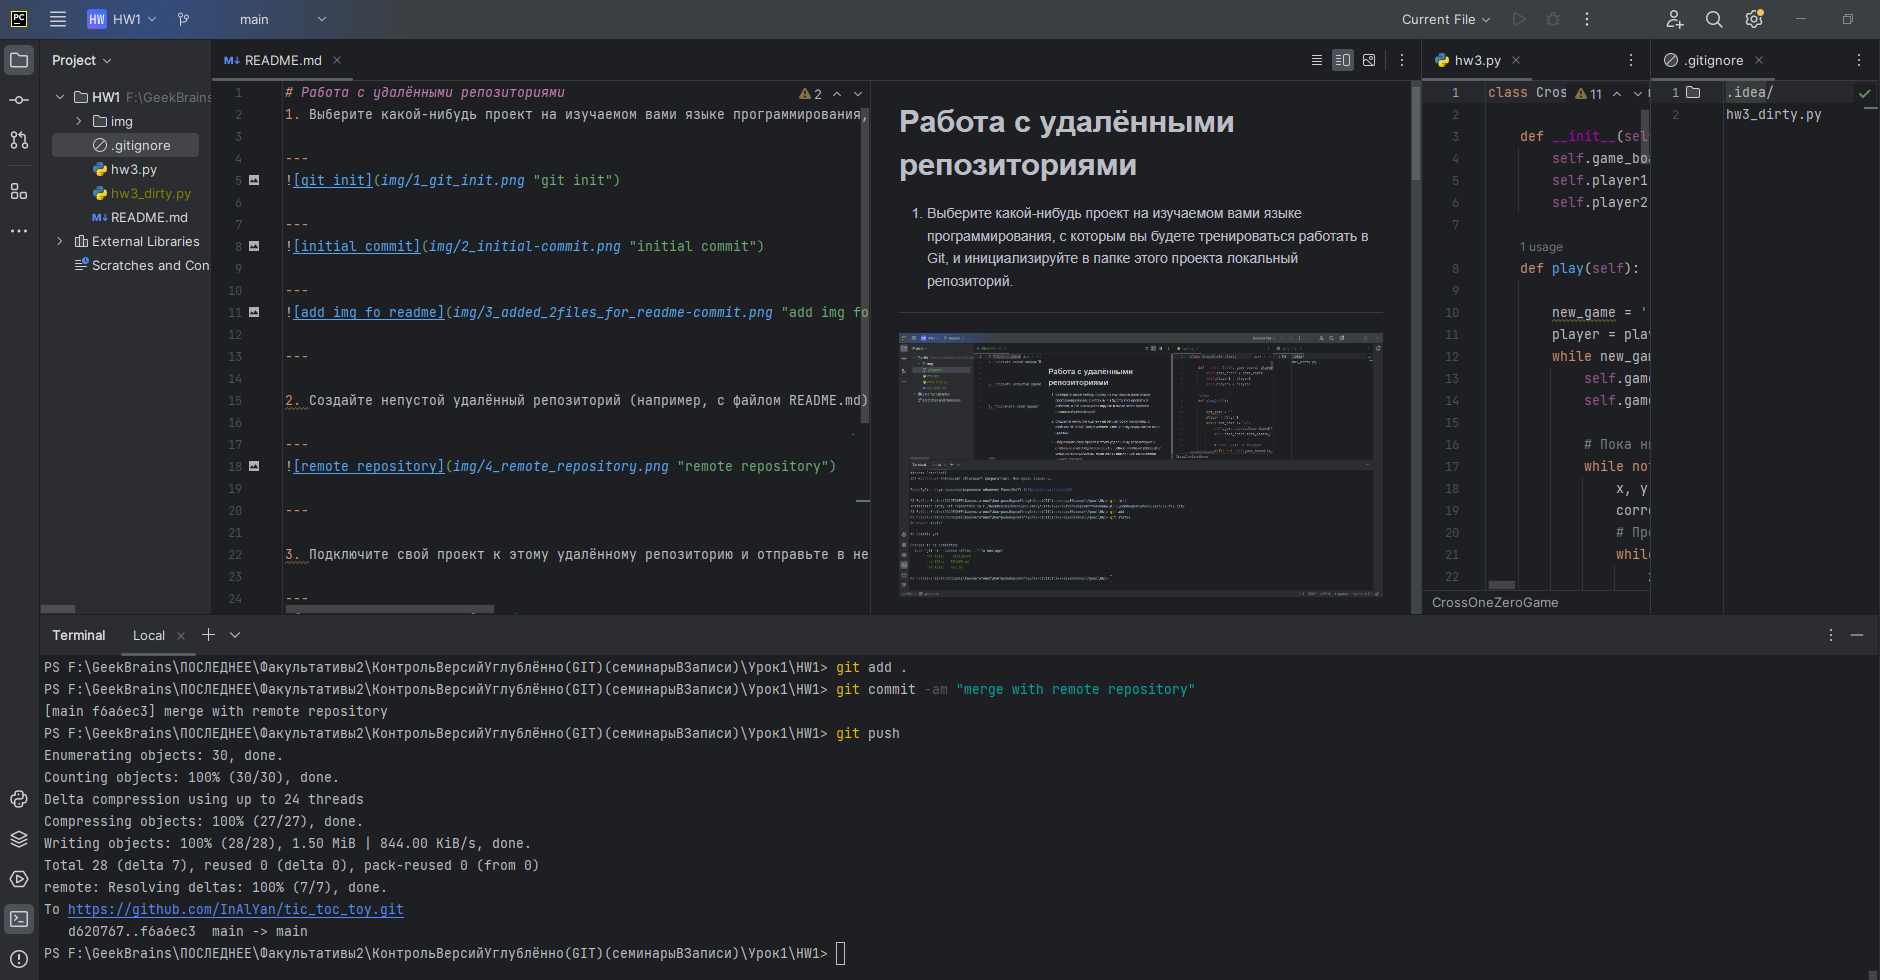 PC HW HW1 main Current File
Project
HW1 F:\GeekBrains
img
.gitignore
hw3.py
hw3_dirty.py
M↓ README.md
External Libraries
Scratches and Con
M↓ README.md
2
1 # Работа с удалёнными репозиториями
2 1. Выберите какой-нибудь проект на изучаемом вами языке программирования,
3
4 ---
5 ![git init](img/1_git_init.png "git init")
6
7 ---
8 ![initial commit](img/2_initial-commit.png "initial commit")
9
10 ---
11 ![add img fo readme](img/3_added_2files_for_readme-commit.png "add img fo
12
13 ---
14
15 2. Создайте непустой удалённый репозиторий (например, с файлом README.md)
16
17 ---
18 ![remote repository](img/4_remote_repository.png "remote repository")
19
20 ---
21
22 3. Подключите свой проект к этому удалённому репозиторию и отправьте в не
23
24 ---
Работа с удалёнными
репозиториями
1. Выберите какой-нибудь проект на изучаемом вами языке
программирования, с которым вы будете тренироваться работать в
Git, и инициализируйте в папке этого проекта локальный
репозиторий.
Работа с удалёнными
репозиториями
hw3.py
11
1 class Cros
2
3 def __init__(sel
4 self.game_bo
5 self.player1
6 self.player2
7
1 usage
8 def play(self):
9
10 new_game = '
11 player = play
12 while new_gam
13 self.game
14 self.game
15
16 # Пока ни
17 while not
18 x, y
19 corre
20 # Про
21 while
22
CrossOneZeroGame
.gitignore
1 .idea/
2 hw3_dirty.py
Terminal Local
PS F:\GeekBrains\ПОСЛЕДНЕЕ\Факультативы2\КонтрольВерсийУглублённо(GIT)(семинарыВЗаписи)\Урок1\HW1> git add .
PS F:\GeekBrains\ПОСЛЕДНЕЕ\Факультативы2\КонтрольВерсийУглублённо(GIT)(семинарыВЗаписи)\Урок1\HW1> git commit -am "merge with remote repository"
[main f6a6ec3] merge with remote repository
PS F:\GeekBrains\ПОСЛЕДНЕЕ\Факультативы2\КонтрольВерсийУглублённо(GIT)(семинарыВЗаписи)\Урок1\HW1> git push
Enumerating objects: 30, done.
Counting objects: 100% (30/30), done.
Delta compression using up to 24 threads
Compressing objects: 100% (27/27), done.
Writing objects: 100% (28/28), 1.50 MiB | 844.00 KiB/s, done.
Total 28 (delta 7), reused 0 (delta 0), pack-reused 0 (from 0)
remote: Resolving deltas: 100% (7/7), done.
To https://github.com/InAlYan/tic_toc_toy.git
d620767..f6a6ec3 main -> main
PS F:\GeekBrains\ПОСЛЕДНЕЕ\Факультативы2\КонтрольВерсийУглублённо(GIT)(семинарыВЗаписи)\Урок1\HW1>